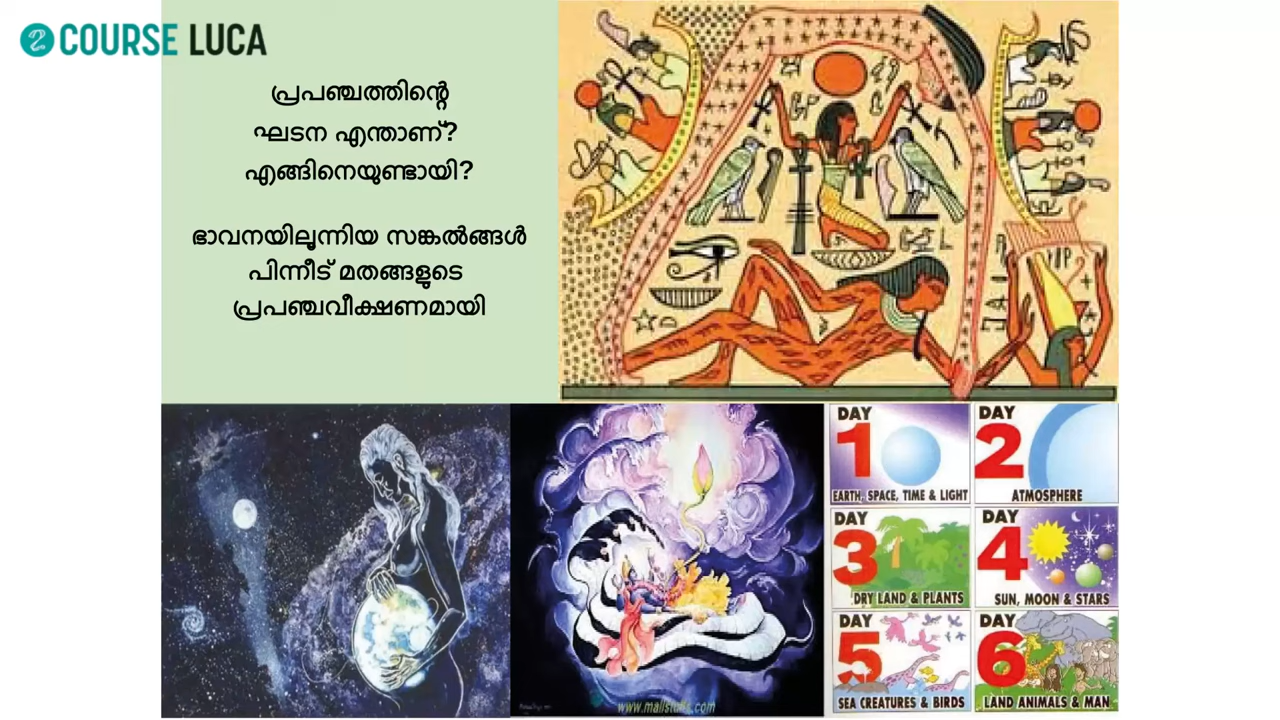 COURSE LUCA
പ്രപഞ്ചത്തിന്റെ
ഘടന എന്താണ്?
എങ്ങിനെയുണ്ടായി?
ഭാവനയിലൂന്നിയ സങ്കൽങ്ങൾ
പിന്നീട് മതങ്ങളുടെ
പ്രപഞ്ചവീക്ഷണമായി
DAY
1
EARTH, SPACE, TIME & LIGHT
DAY
2
ATMOSPHERE
DAY
3
DRY LAND & PLANTS
DAY
4
SUN, MOON & STARS
DAY
5
SEA CREATURES & BIRDS
DAY
6
LAND ANIMALS & MAN
www.mallstuffs.com